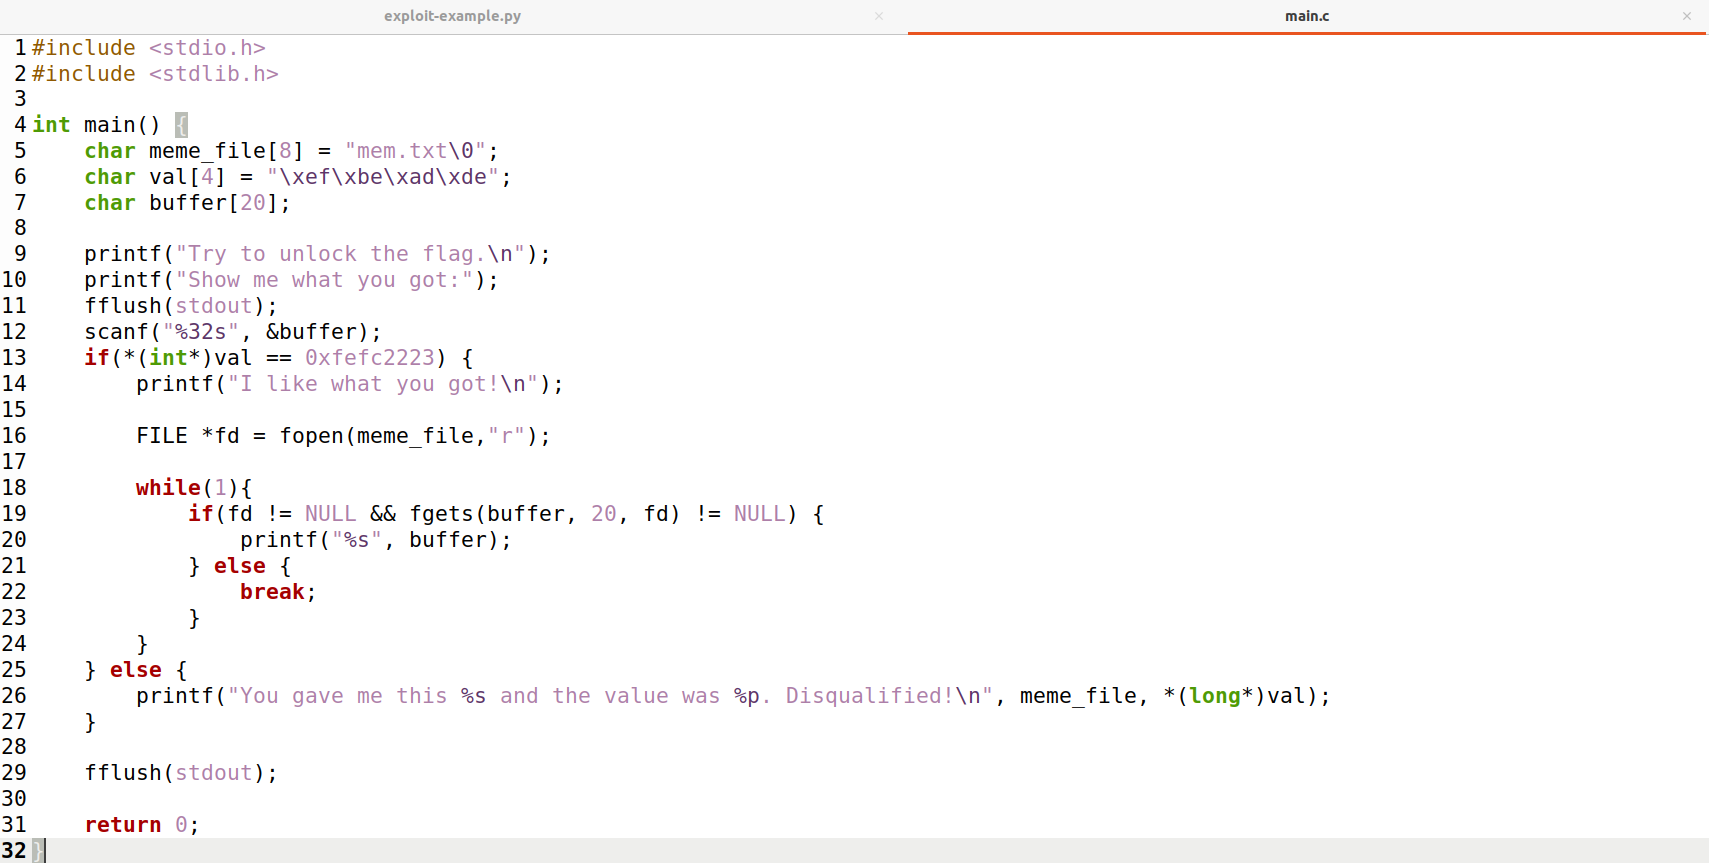 exploit-example.py × main.c ×
1 #include <stdio.h>
2 #include <stdlib.h>
3
4 int main() {
5     char meme_file[8] = "mem.txt\0";
6     char val[4] = "\xef\xbe\xad\xde";
7     char buffer[20];
8
9     printf("Try to unlock the flag.\n");
10     printf("Show me what you got:");
11     fflush(stdout);
12     scanf("%32s", &buffer);
13     if(*(int*)val == 0xfefc2223) {
14         printf("I like what you got!\n");
15
16         FILE *fd = fopen(meme_file,"r");
17
18         while(1){
19             if(fd != NULL && fgets(buffer, 20, fd) != NULL) {
20                 printf("%s", buffer);
21             } else {
22                 break;
23             }
24         }
25     } else {
26         printf("You gave me this %s and the value was %p. Disqualified!\n", meme_file, *(long*)val);
27     }
28
29     fflush(stdout);
30
31     return 0;
32 }